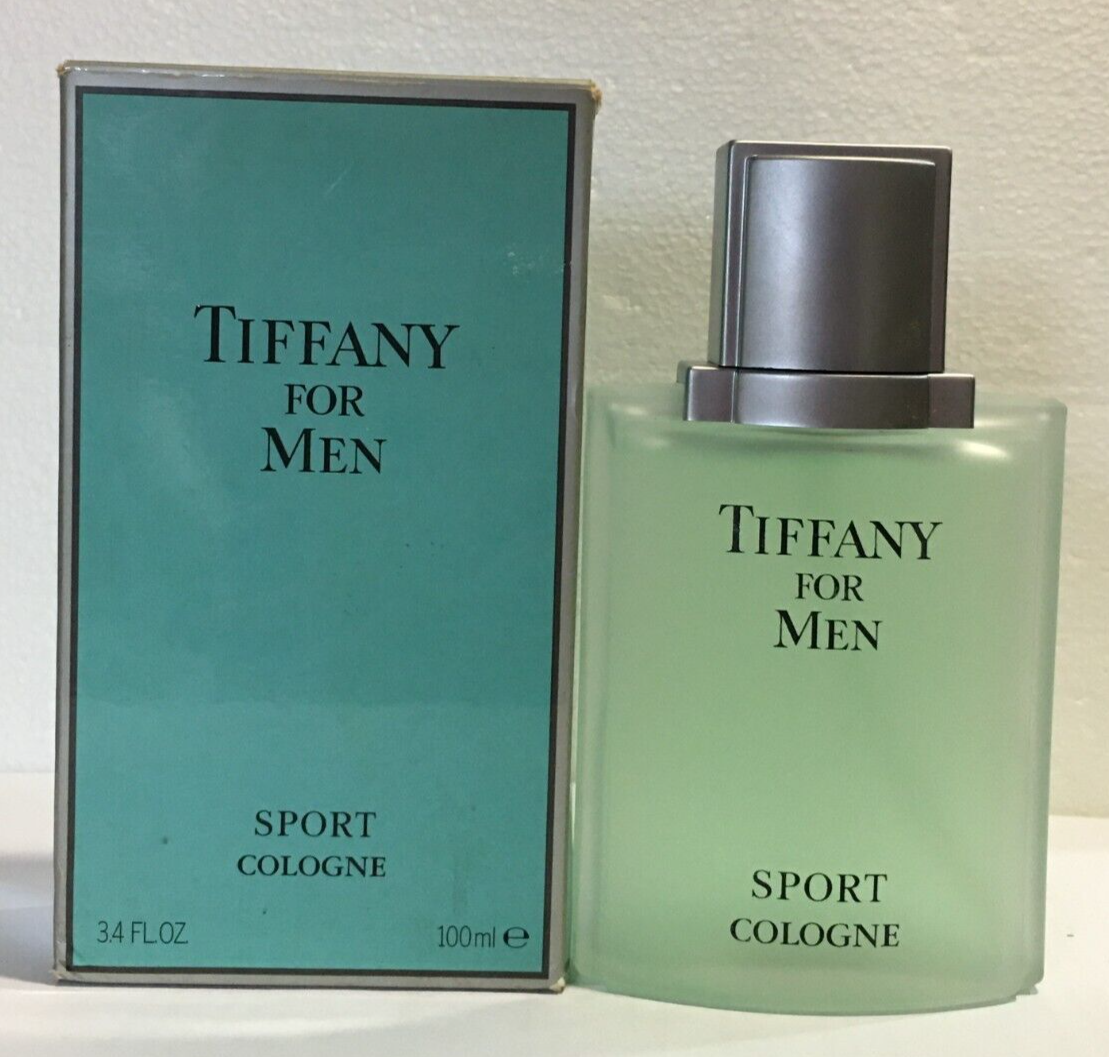 TIFFANY
FOR
MEN
SPORT
COLOGNE
3.4 FL.OZ
100ml ℮
TIFFANY
FOR
MEN
SPORT
COLOGNE